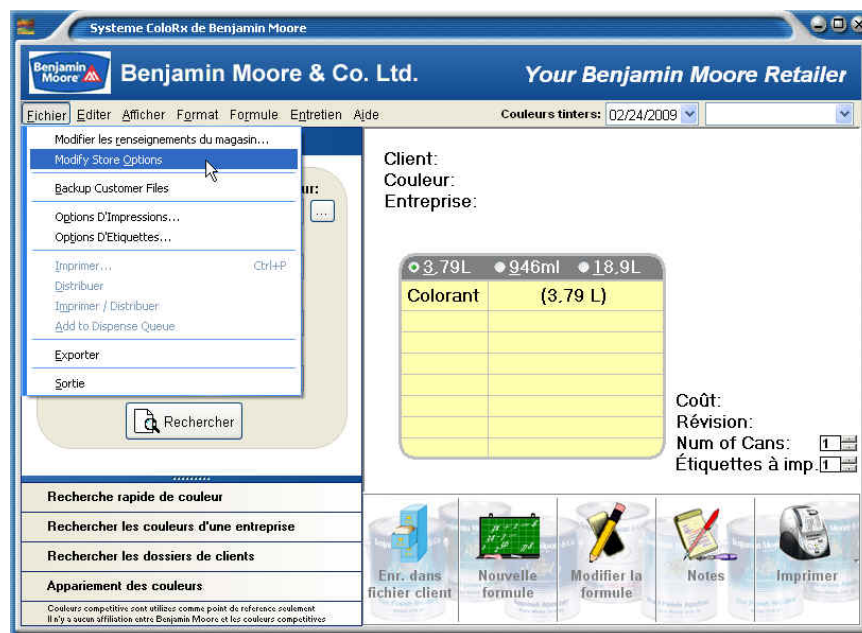 Systeme ColoRx de Benjamin Moore
Benjamin Moore
Benjamin Moore & Co. Ltd.
Your Benjamin Moore Retailer
Fichier Editer Afficher Format Formule Entretien Ajde
Couleurs tinters: 02/24/2009
Modifier les renseignements du magasin...
Modify Store Options
Backup Customer Files
Options D'Impressions...
Options D'Etiquettes...
Imprimer... Ctrl+P
Distribuer
Imprimer / Distribuer
Add to Dispense Queue
Exporter
Sortie
ur:
...
Rechercher
Client:
Couleur:
Entreprise:
3,79L 946ml 18,9L
Colorant (3,79 L)
Coût:
Révision:
Num of Cans: 1
Étiquettes à imp. 1
Recherche rapide de couleur
Rechercher les couleurs d'une entreprise
Rechercher les dossiers de clients
Appariement des couleurs
Couleurs competitive sont utilizes comme point de reference seulement
Il n'y a aucun affiliation entre Benjamin Moore et les couleurs competitives
Enr. dans fichier client
Nouvelle formule
Modifier la formule
Notes
Imprimer